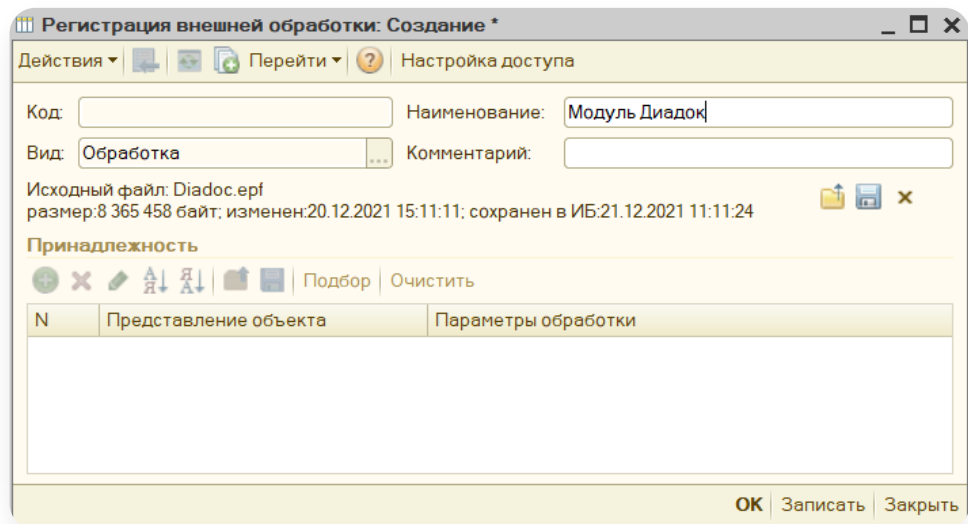 Регистрация внешней обработки: Создание *
Действия Перейти ? Настройка доступа
Код: Наименование: Модуль Диадок
Вид: Обработка ... Комментарий:
Исходный файл: Diadoc.epf
размер:8 365 458 байт; изменен:20.12.2021 15:11:11; сохранен в ИБ:21.12.2021 11:11:24
Принадлежность
Подбор Очистить
N Представление объекта Параметры обработки
OK Записать Закрыть